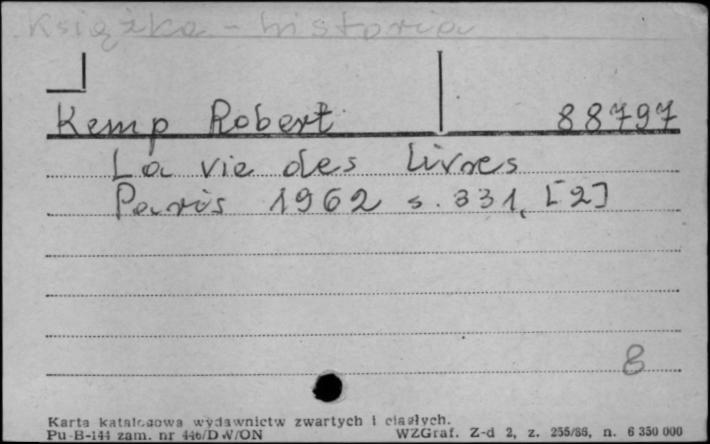 Książka - historia
Kemp Robert 88797
La vie des livres
Paris 1962 s. 331, [2]
8
Karta katalogowa wydawnictw zwartych i ciągłych.
Pu-B-144 zam. nr 446/DW/ON WZGraf. Z-d 2, z. 255/86, n. 6 350 000